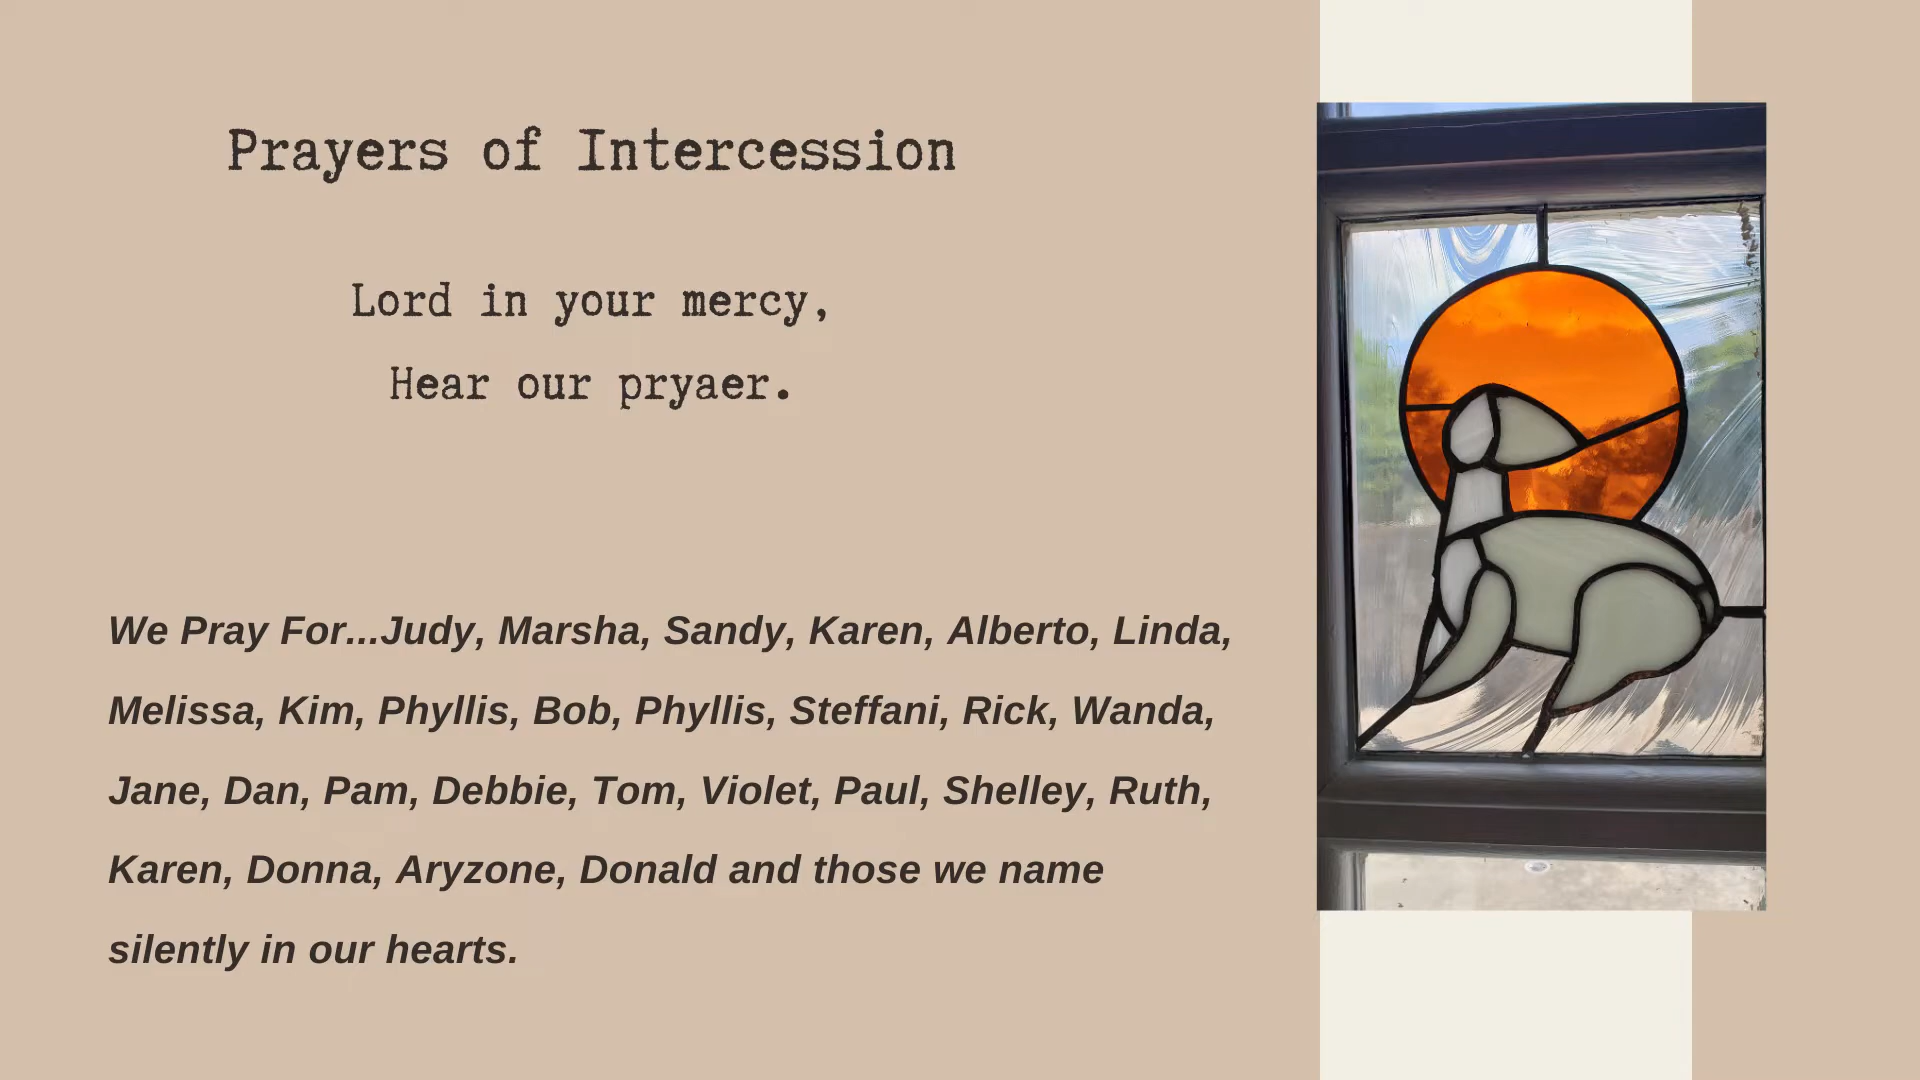 Prayers of Intercession
Lord in your mercy,
Hear our pryaer.
We Pray For...Judy, Marsha, Sandy, Karen, Alberto, Linda,
Melissa, Kim, Phyllis, Bob, Phyllis, Steffani, Rick, Wanda,
Jane, Dan, Pam, Debbie, Tom, Violet, Paul, Shelley, Ruth,
Karen, Donna, Aryzone, Donald and those we name
silently in our hearts.